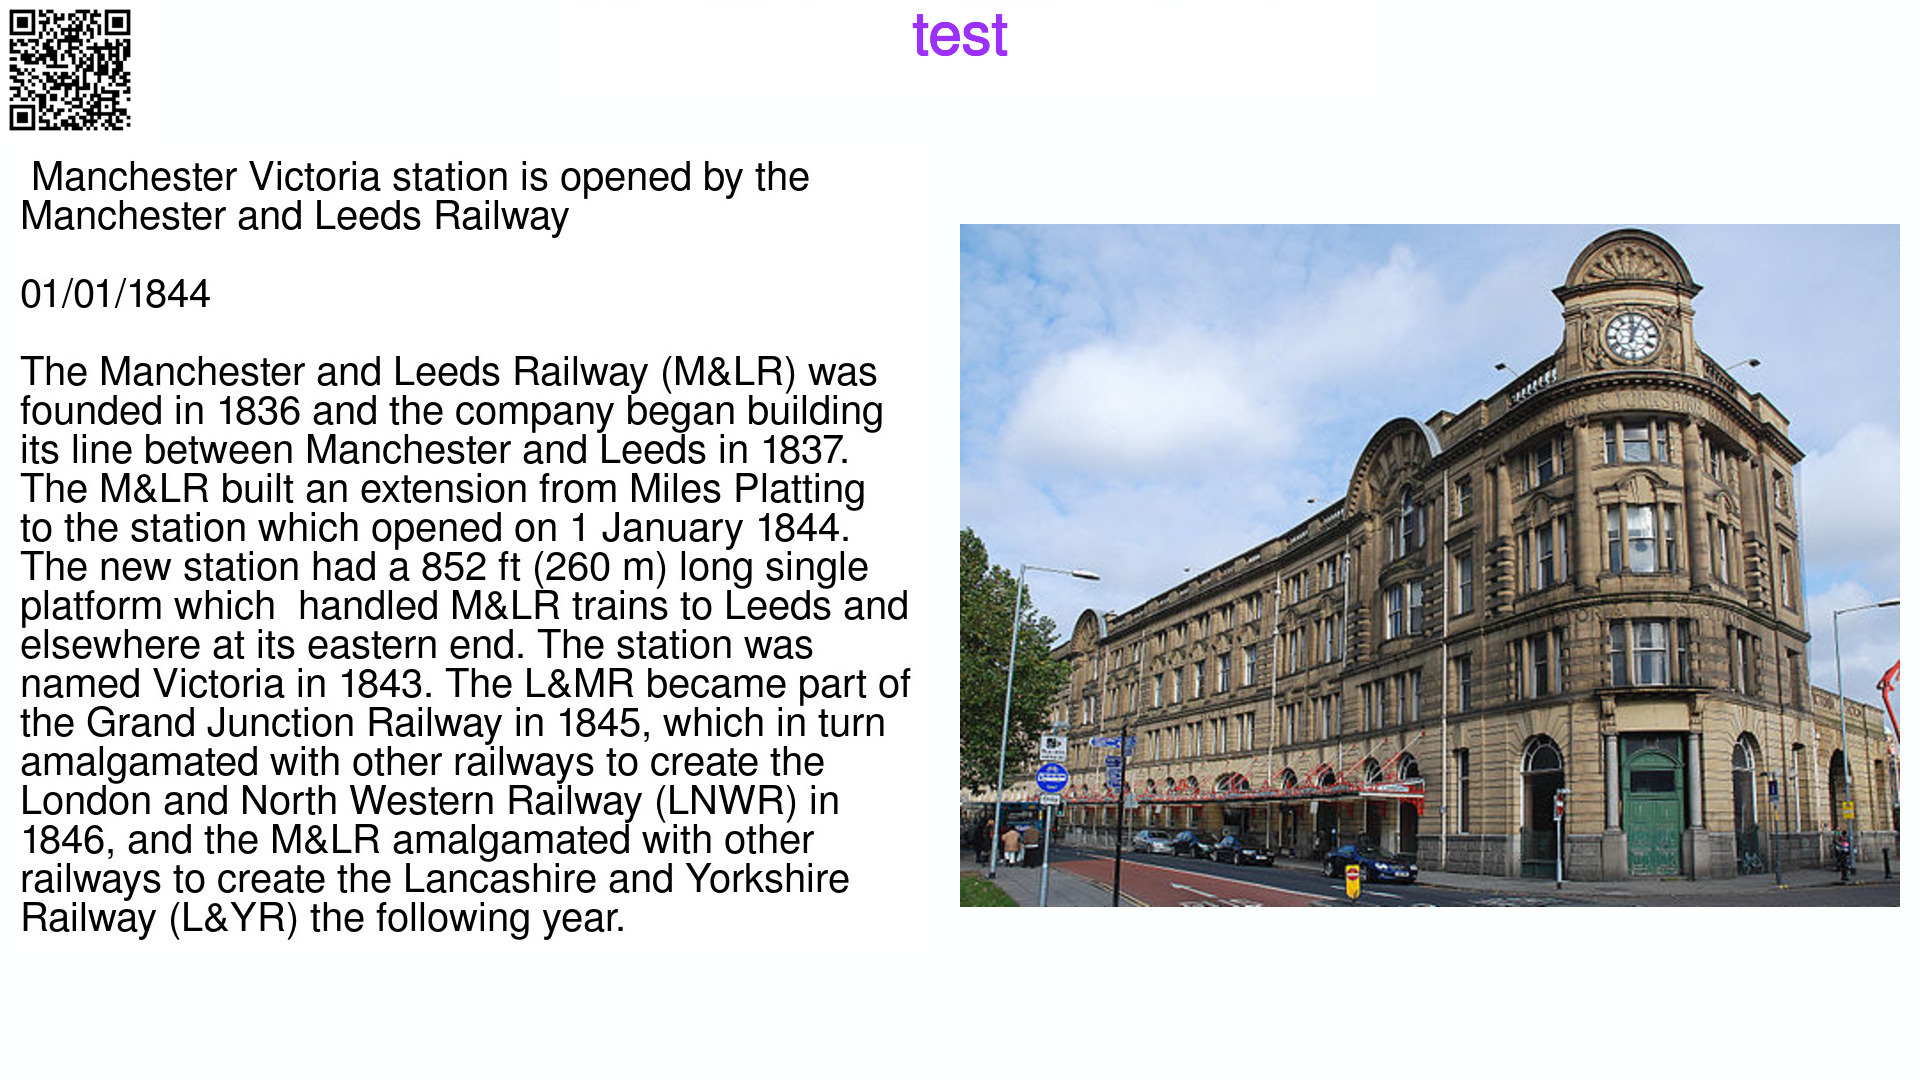 test
Manchester Victoria station is opened by the
Manchester and Leeds Railway
01/01/1844
The Manchester and Leeds Railway (M&LR) was
founded in 1836 and the company began building
its line between Manchester and Leeds in 1837.
The M&LR built an extension from Miles Platting
to the station which opened on 1 January 1844.
The new station had a 852 ft (260 m) long single
platform which  handled M&LR trains to Leeds and
elsewhere at its eastern end. The station was
named Victoria in 1843. The L&MR became part of
the Grand Junction Railway in 1845, which in turn
amalgamated with other railways to create the
London and North Western Railway (LNWR) in
1846, and the M&LR amalgamated with other
railways to create the Lancashire and Yorkshire
Railway (L&YR) the following year.